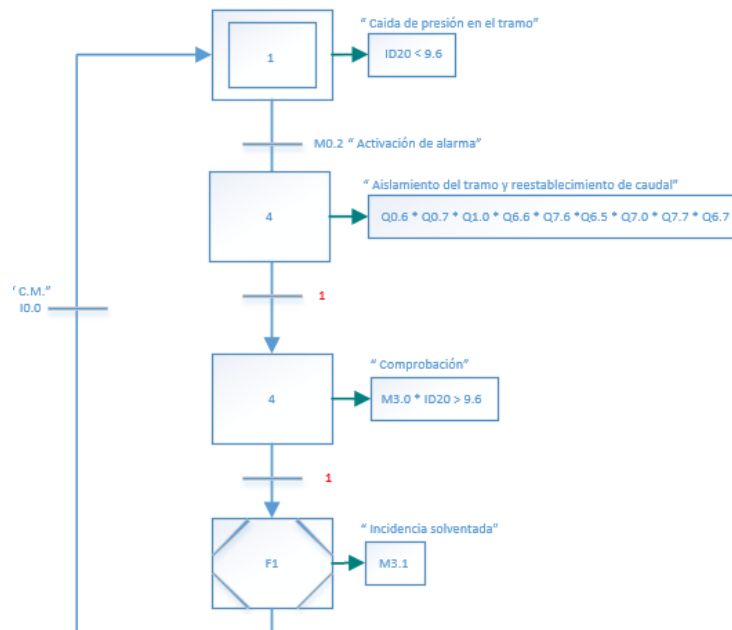 “ Caida de presión en el tramo”
1
ID20 < 9.6
M0.2 “ Activación de alarma”
“ Aislamiento del tramo y reestablecimiento de caudal”
4
Q0.6 * Q0.7 * Q1.0 * Q6.6 * Q7.6 *Q6.5 * Q7.0 * Q7.7 * Q6.7
“ C.M.”
I0.0
1
“ Comprobación”
4
M3.0 * ID20 > 9.6
1
“ Incidencia solventada”
F1
M3.1